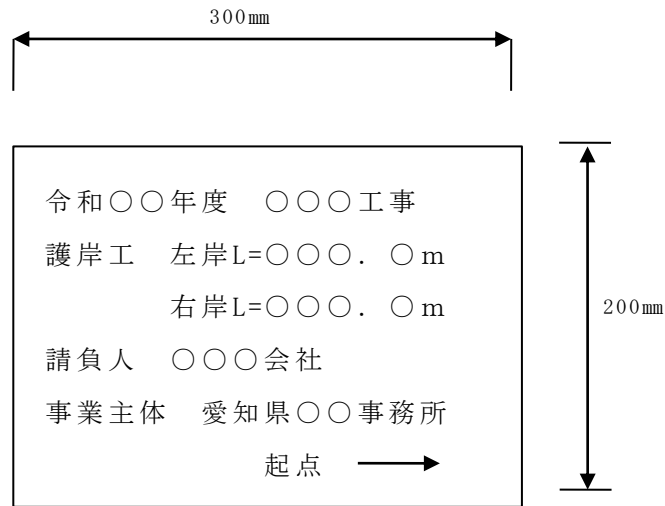 300㎜
令和○○年度　○○○工事
護岸工　左岸L=○○○．○ｍ
右岸L=○○○．○ｍ
200㎜
請負人　○○○会社
事業主体　愛知県○○事務所
起点